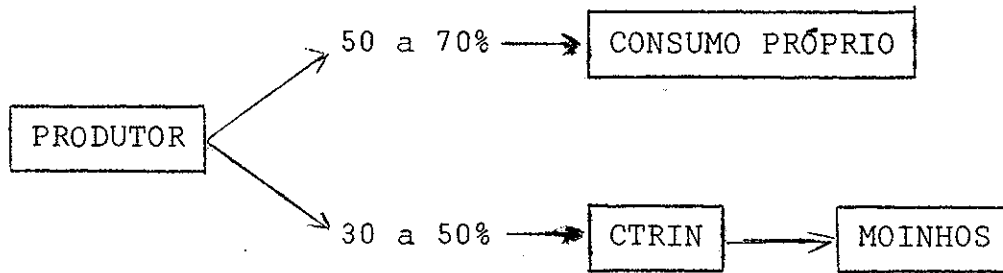 50 a 70%
CONSUMO PRÓPRIO
PRODUTOR
30 a 50%
CTRIN
MOINHOS